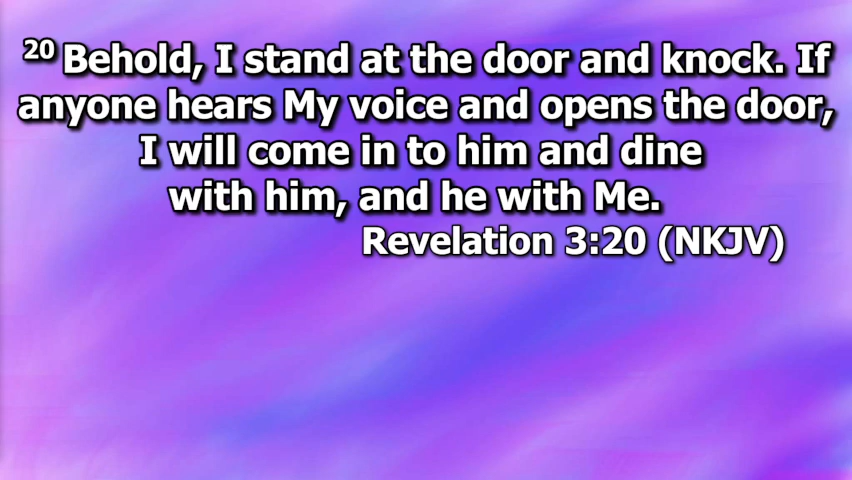 20 Behold, I stand at the door and knock. If
anyone hears My voice and opens the door,
I will come in to him and dine
with him, and he with Me.
Revelation 3:20 (NKJV)